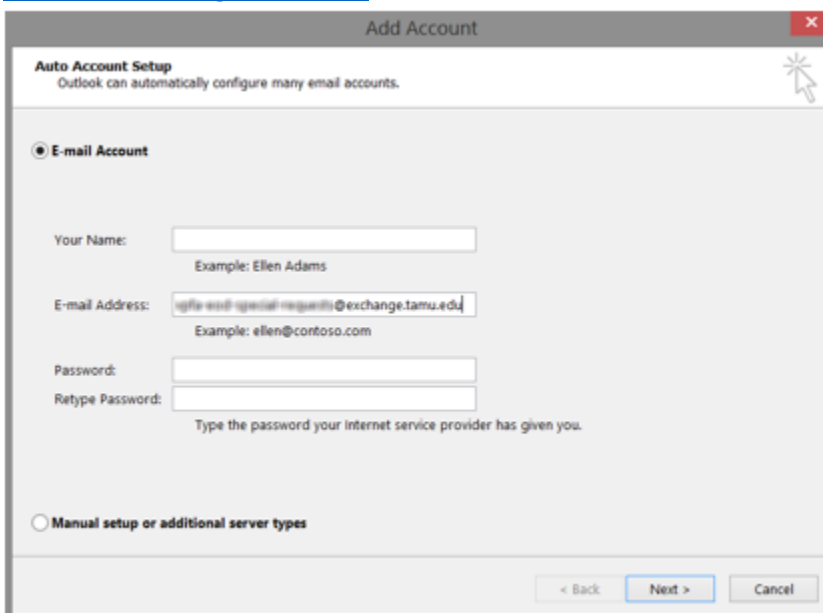 Add Account
Auto Account Setup
Outlook can automatically configure many email accounts.
E-mail Account
Your Name:
Example: Ellen Adams
E-mail Address: @exchange.tamu.edu
Example: ellen@contoso.com
Password:
Retype Password:
Type the password your Internet service provider has given you.
Manual setup or additional server types
< Back Next > Cancel